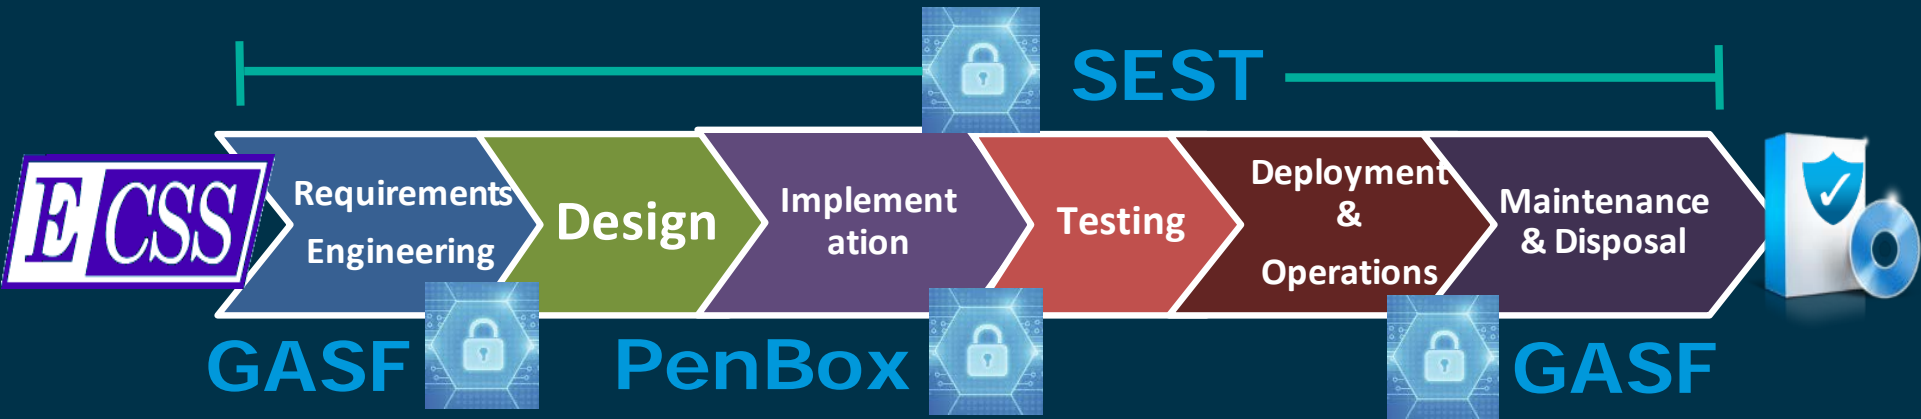 SEST
ECSS
Requirements
Engineering
Design
Implement
ation
Testing
Deployment
&
Operations
Maintenance
& Disposal
GASF
PenBox
GASF